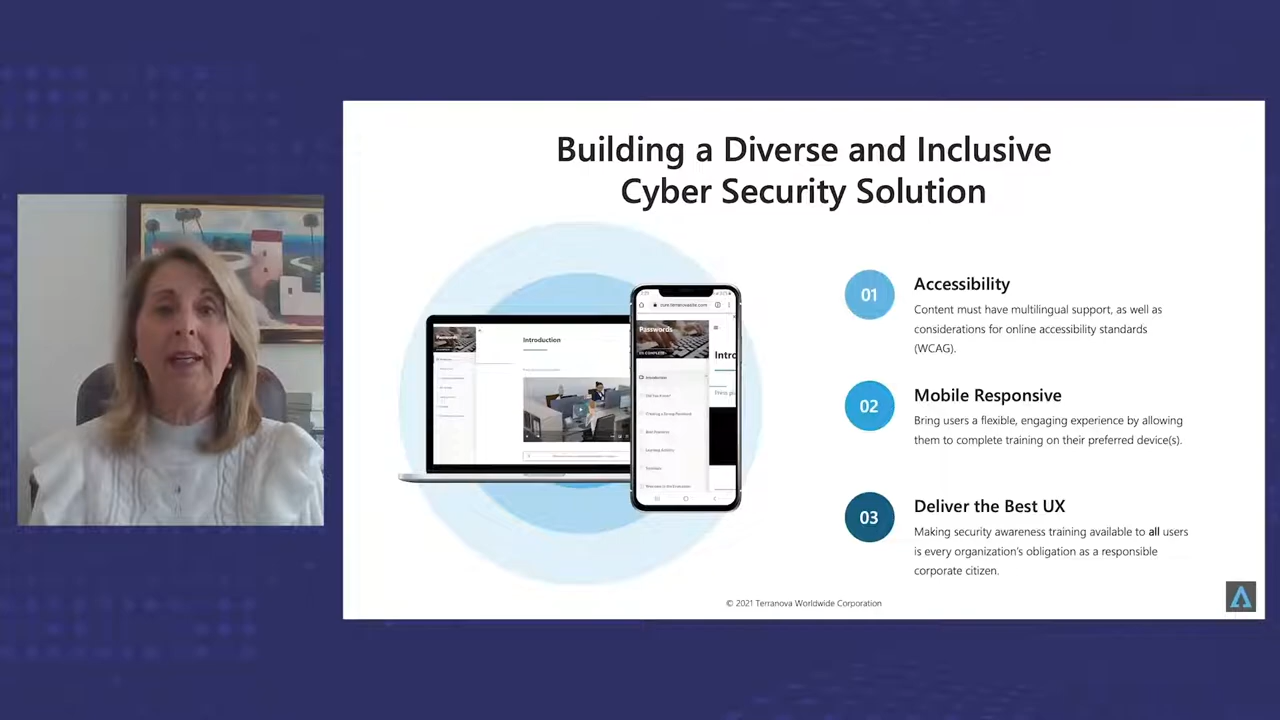 Building a Diverse and Inclusive
Cyber Security Solution
01
Accessibility
Content must have multilingual support, as well as
considerations for online accessibility standards
(WCAG).
02
Mobile Responsive
Bring users a flexible, engaging experience by allowing
them to complete training on their preferred device(s).
03
Deliver the Best UX
Making security awareness training available to all users
is every organization's obligation as a responsible
corporate citizen.
Introduction
Passwords
Intro
Introduction
© 2021 Terranova Worldwide Corporation